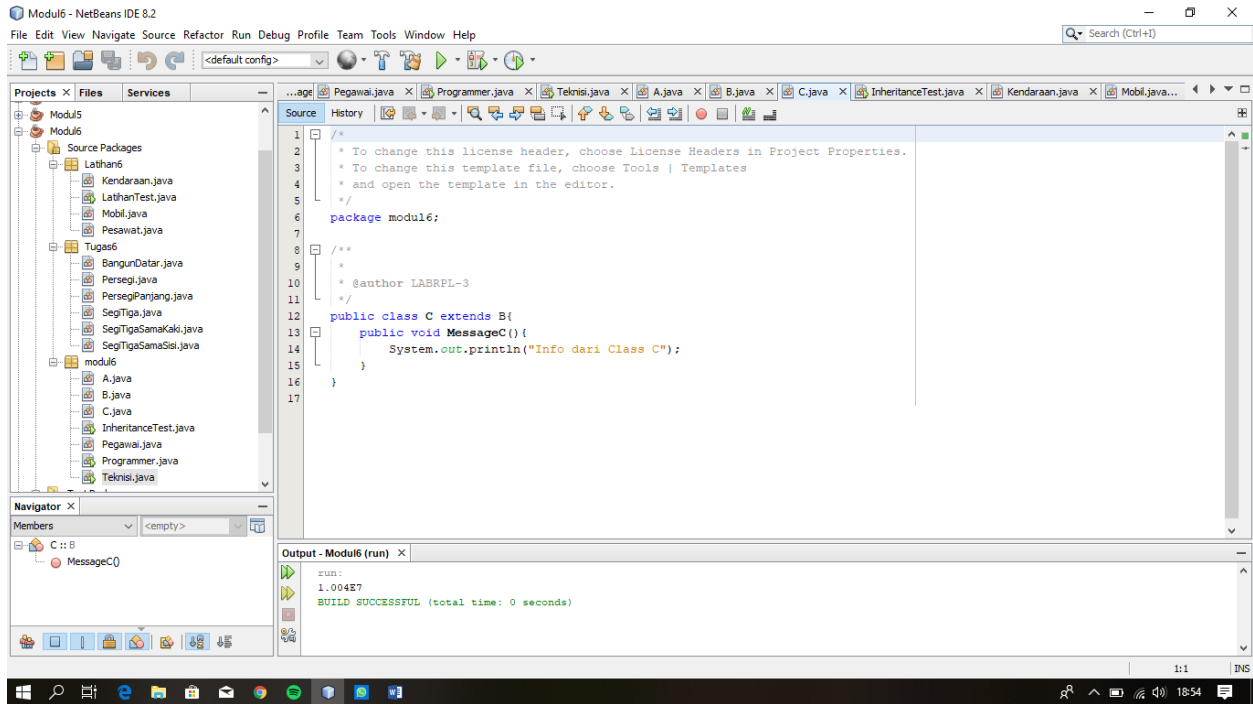 Modul6 - NetBeans IDE 8.2
File Edit View Navigate Source Refactor Run Debug Profile Team Tools Window Help
Search (Ctrl+I)
<default config>
Projects Files Services
...age Pegawai.java Programmer.java Teknisi.java A.java B.java C.java InheritanceTest.java Kendaraan.java Mobil.java...
Source History
Modul5
Modul6
Source Packages
Latihan6
Kendaraan.java
LatihanTest.java
Mobil.java
Pesawat.java
Tugas6
BangunDatar.java
Persegi.java
PersegiPanjang.java
SegiTiga.java
SegiTigaSamaKaki.java
SegiTigaSamaSisi.java
modul6
A.java
B.java
C.java
InheritanceTest.java
Pegawai.java
Programmer.java
Teknisi.java
1 /*
2 * To change this license header, choose License Headers in Project Properties.
3 * To change this template file, choose Tools | Templates
4 * and open the template in the editor.
5 */
6 package modul6;
7
8 /**
9 *
10 * @author LABRPL-3
11 */
12 public class C extends B{
13 public void MessageC(){
14 System.out.println("Info dari Class C");
15 }
16 }
17
Navigator
Members <empty>
C :: B
MessageC()
Output - Modul6 (run)
run:
1.004E7
BUILD SUCCESSFUL (total time: 0 seconds)
1:1 INS
18:54